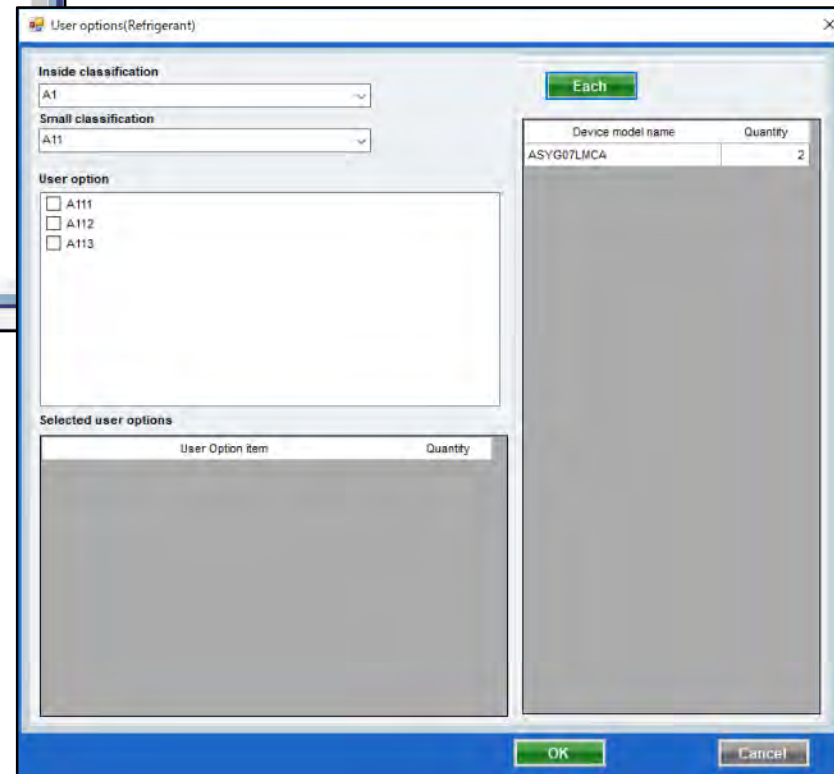 User options(Refrigerant)
Inside classification
A1
Small classification
A11
User option
A111
A112
A113
Selected user options
User Option item Quantity
Each
Device model name Quantity
ASYG07LMCA 2
OK Cancel